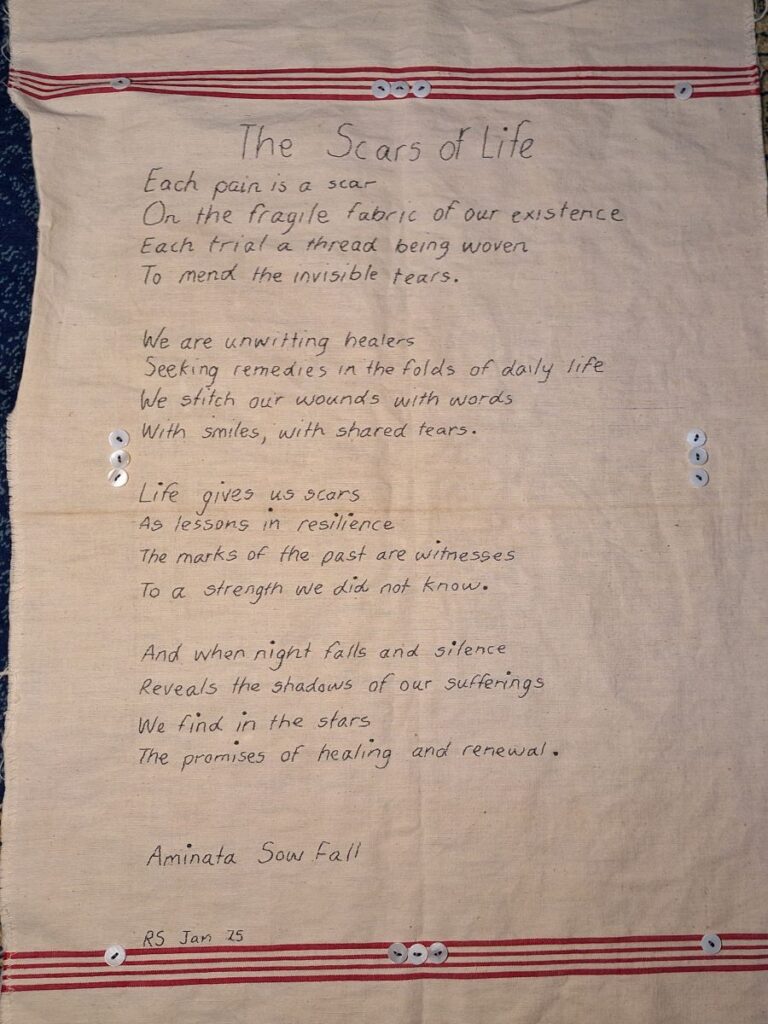 The Scars of Life
Each pain is a scar
On the fragile fabric of our existence
Each trial a thread being woven
To mend the invisible tears.
We are unwitting healers
Seeking remedies in the folds of daily life
We stitch our wounds with words
With smiles, with shared tears.
Life gives us scars
As lessons in resilience
The marks of the past are witnesses
To a strength we did not know.
And when night falls and silence
Reveals the shadows of our sufferings
We find in the stars
The promises of healing and renewal.
Aminata Sow Fall
RS Jan 25